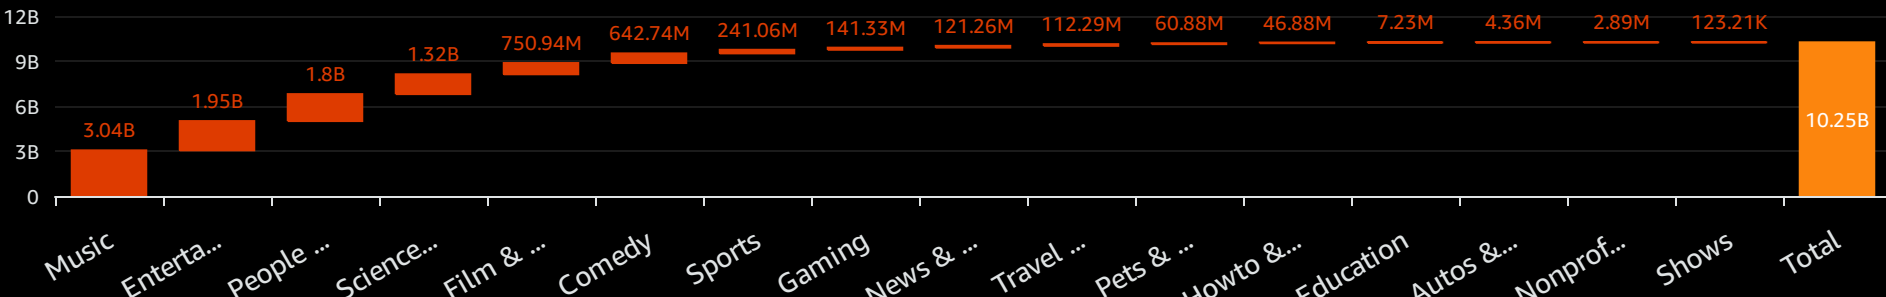 12B
9B
6B
3B
0
3.04B
1.95B
1.8B
1.32B
750.94M
642.74M
241.06M
141.33M
121.26M
112.29M
60.88M
46.88M
7.23M
4.36M
2.89M
123.21K
10.25B
Music
Enterta...
People ...
Science...
Film & ...
Comedy
Sports
Gaming
News & ...
Travel ...
Pets & ...
Howto &...
Education
Autos &...
Nonprof...
Shows
Total